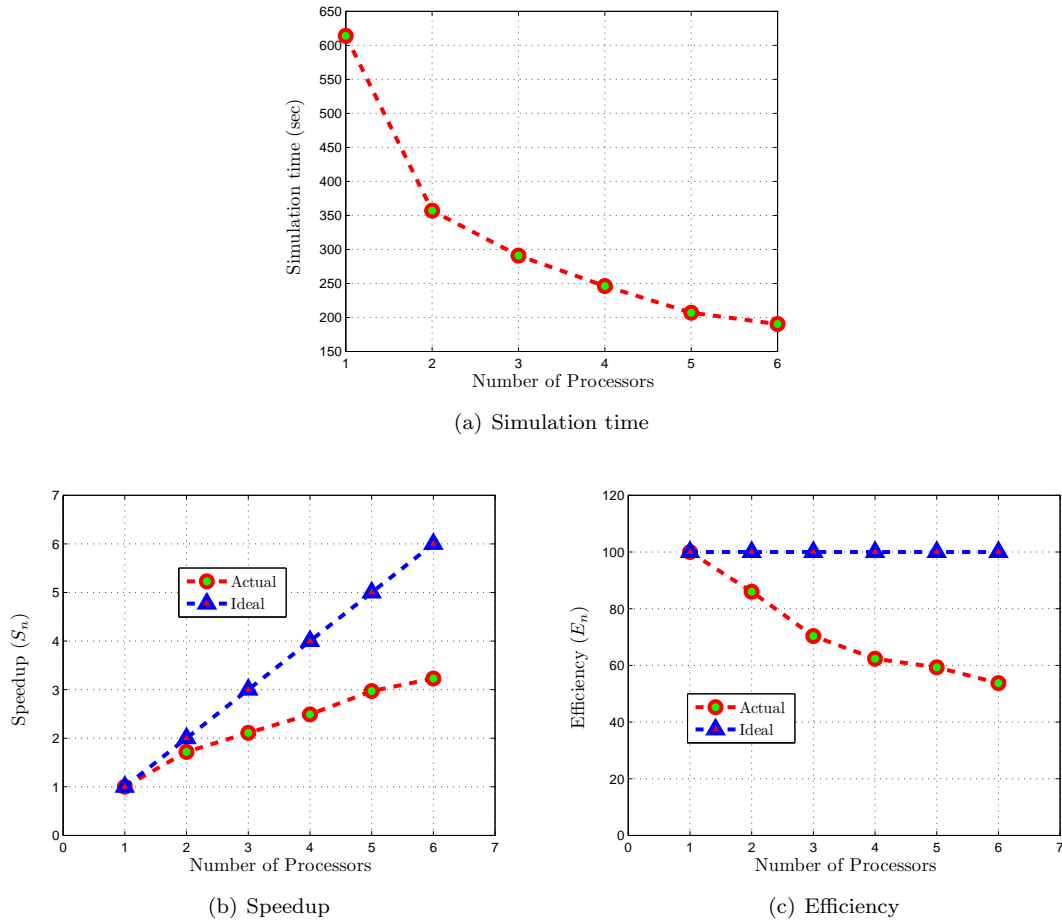 650
600
550
500
450
400
350
300
250
200
150
Simulation time (sec)
1 2 3 4 5 6
Number of Processors
(a) Simulation time
7
6
5
4
3
2
1
0
Speedup (Sn)
Actual
Ideal
0 1 2 3 4 5 6 7
Number of Processors
(b) Speedup
120
100
80
60
40
20
0
Efficiency (En)
Actual
Ideal
0 1 2 3 4 5 6 7
Number of Processors
(c) Efficiency